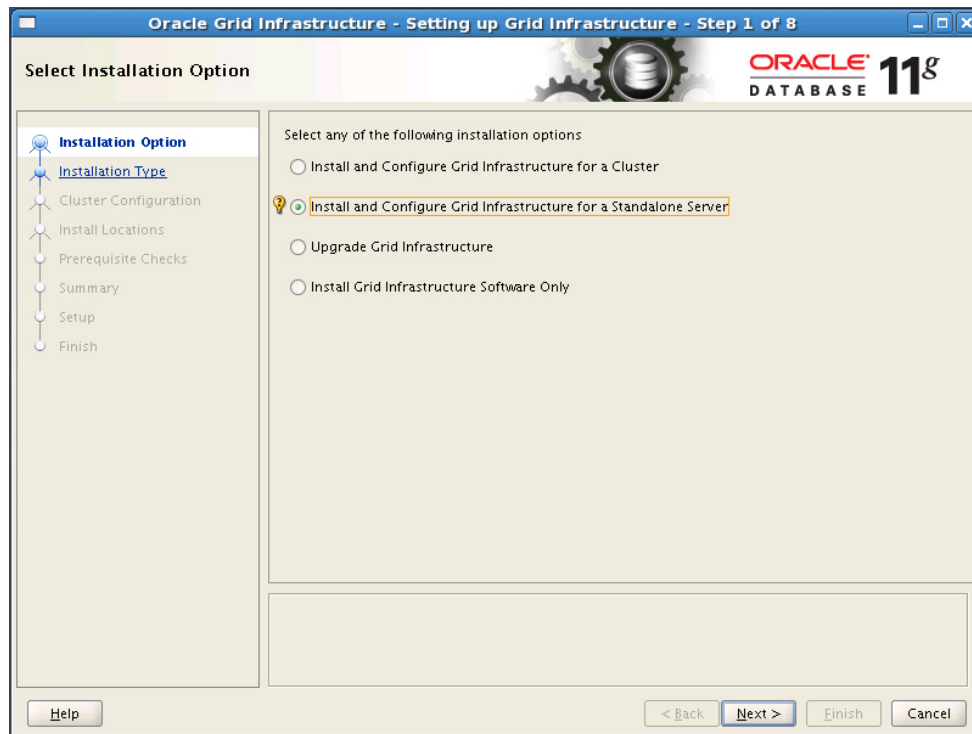 Oracle Grid Infrastructure - Setting up Grid Infrastructure - Step 1 of 8
Select Installation Option
ORACLE
DATABASE
11g
Installation Option
Installation Type
Cluster Configuration
Install Locations
Prerequisite Checks
Summary
Setup
Finish
Select any of the following installation options
Install and Configure Grid Infrastructure for a Cluster
Install and Configure Grid Infrastructure for a Standalone Server
Upgrade Grid Infrastructure
Install Grid Infrastructure Software Only
Help
< Back
Next >
Finish
Cancel